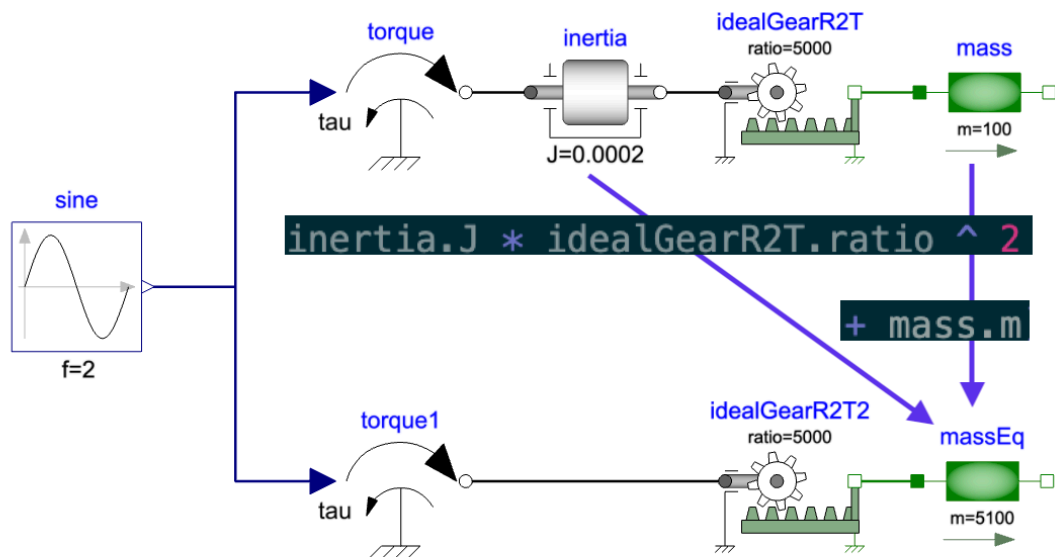 idealGearR2T
torque
inertia
ratio=5000
mass
tau
m=100
J=0.0002
sine
inertia.J * idealGearR2T.ratio ^ 2
+ mass.m
f=2
idealGearR2T2
torque1
ratio=5000
massEq
tau
m=5100